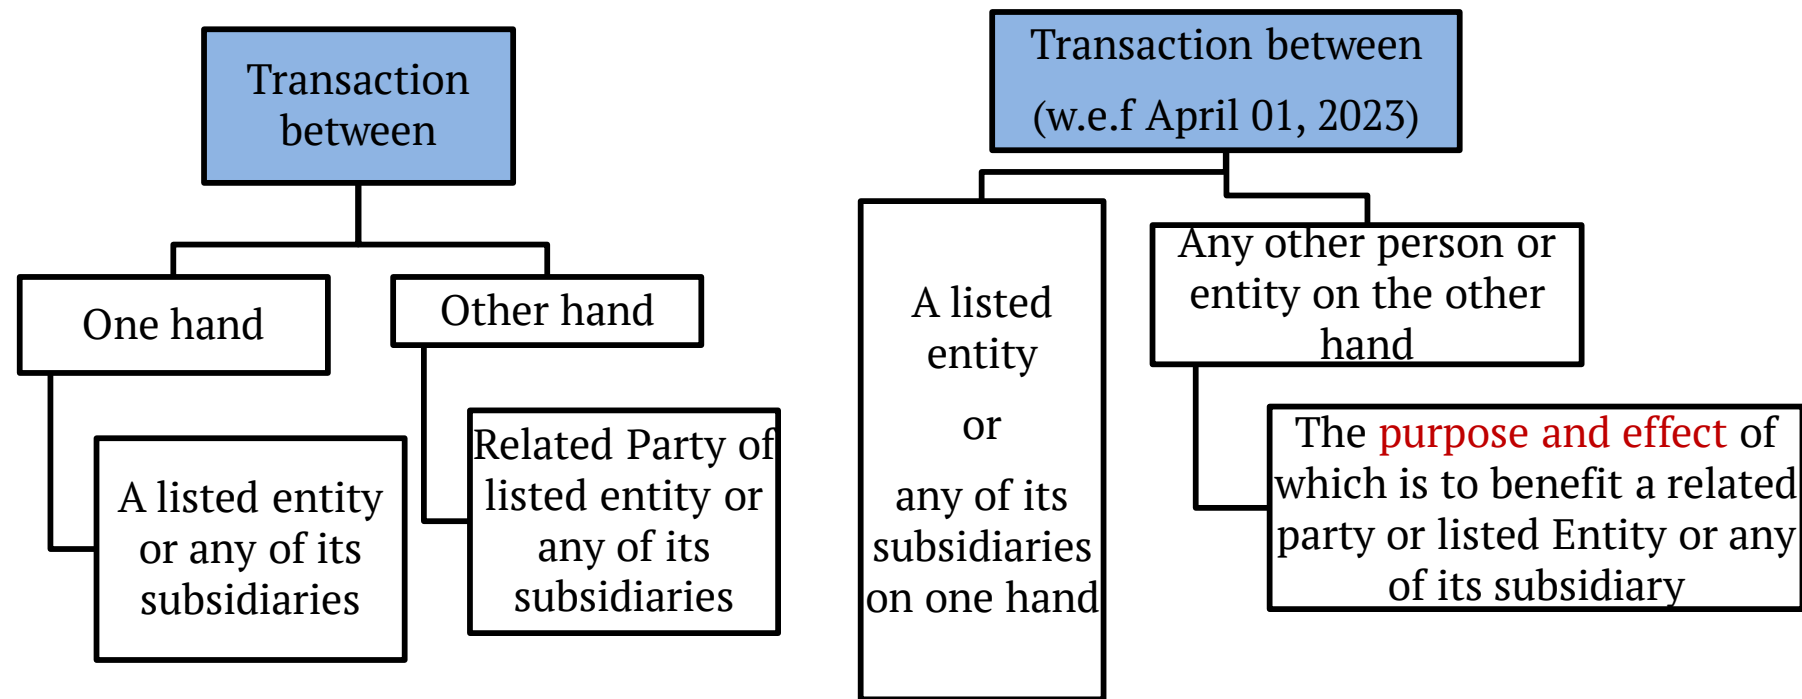 Transaction
between
One hand
Other hand
A listed entity
or any of its
subsidiaries
Related Party of
listed entity or
any of its
subsidiaries
Transaction between
(w.e.f April 01, 2023)
A listed
entity
or
any of its
subsidiaries
on one hand
Any other person or
entity on the other
hand
The purpose and effect of
which is to benefit a related
party or listed Entity or any
of its subsidiary